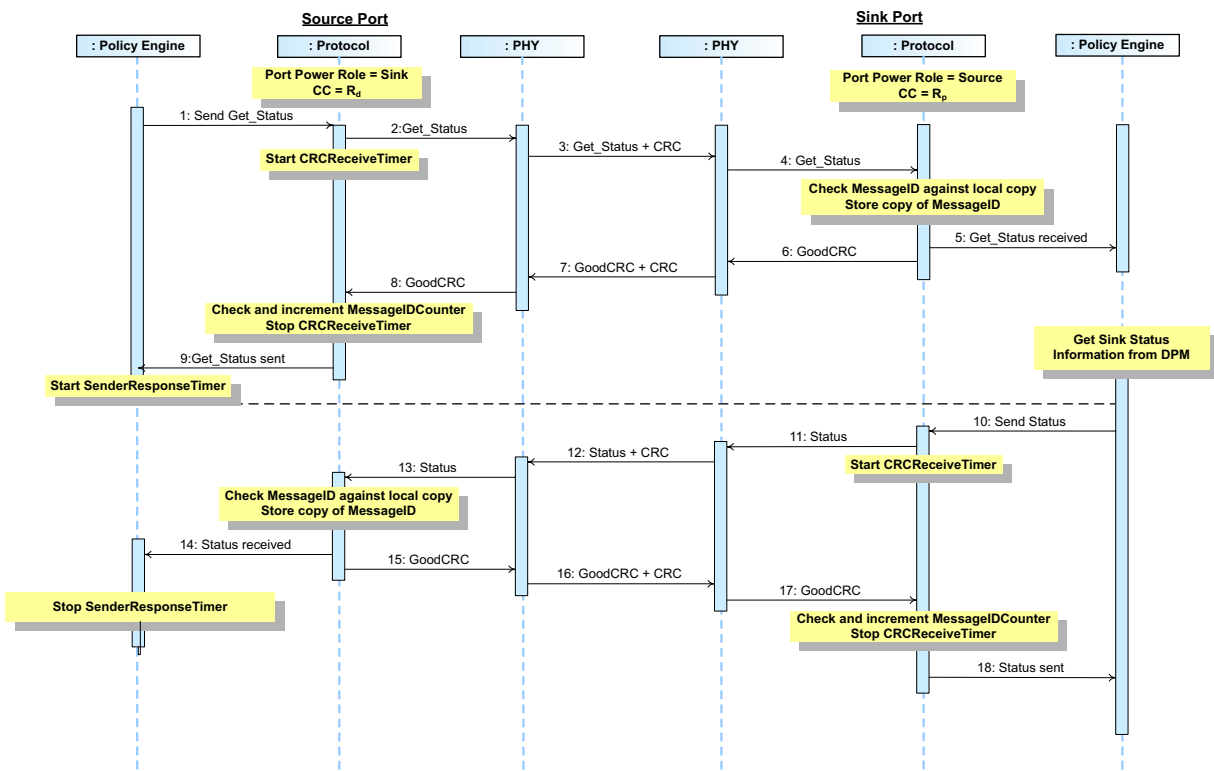 Source Port
Sink Port
: Policy Engine
: Protocol
: PHY
: PHY
: Protocol
: Policy Engine
Port Power Role = Sink
CC = Rd
Port Power Role = Source
CC = Rp
1: Send Get_Status
2:Get_Status
3: Get_Status + CRC
Start CRCReceiveTimer
4: Get_Status
Check MessageID against local copy
Store copy of MessageID
5: Get_Status received
6: GoodCRC
7: GoodCRC + CRC
8: GoodCRC
Check and increment MessageIDCounter
Stop CRCReceiveTimer
9:Get_Status sent
Get Sink Status
Information from DPM
Start SenderResponseTimer
10: Send Status
11: Status
12: Status + CRC
Start CRCReceiveTimer
13: Status
Check MessageID against local copy
Store copy of MessageID
14: Status received
15: GoodCRC
16: GoodCRC + CRC
17: GoodCRC
Stop SenderResponseTimer
Check and increment MessageIDCounter
Stop CRCReceiveTimer
18: Status sent